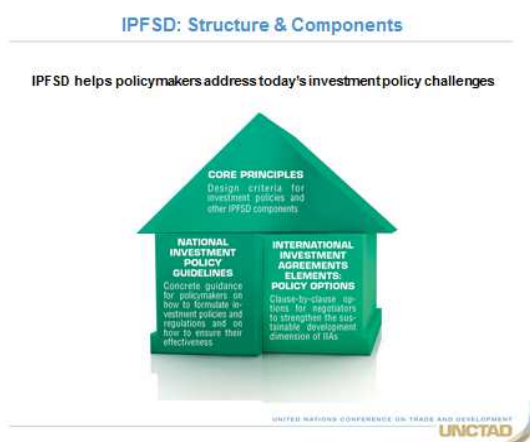 IPFSD: Structure & Components
IPFSD helps policymakers address today's investment policy challenges
CORE PRINCIPLES
Design criteria for
investment policies and
other IPFSD components
NATIONAL
INVESTMENT
POLICY
GUIDELINES
Concrete guidance
for policymakers on
how to formulate in-
vestment policies and
regulations and on
how to ensure their
effectiveness
INTERNATIONAL
INVESTMENT
AGREEMENTS
ELEMENTS:
POLICY OPTIONS
Clause-by-clause op-
tions for negotiators
to strengthen the sus-
tainable development
dimension of IIAs
UNITED NATIONS CONFERENCE ON TRADE AND DEVELOPMENT
UNCTAD